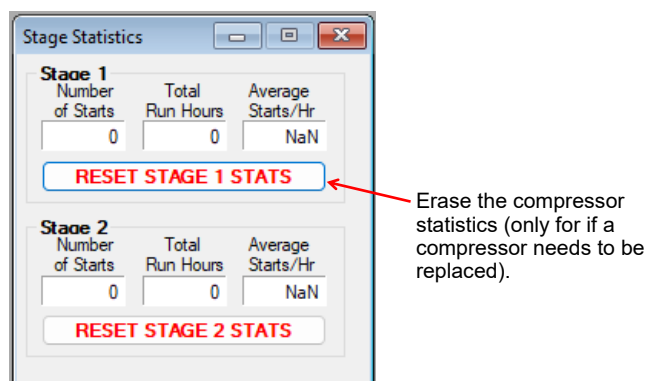 Stage Statistics
Stage 1
Number of Starts
Total Run Hours
Average Starts/Hr
0 0 NaN
RESET STAGE 1 STATS
Erase the compressor
statistics (only for if a
compressor needs to be
replaced).
Stage 2
Number of Starts
Total Run Hours
Average Starts/Hr
0 0 NaN
RESET STAGE 2 STATS